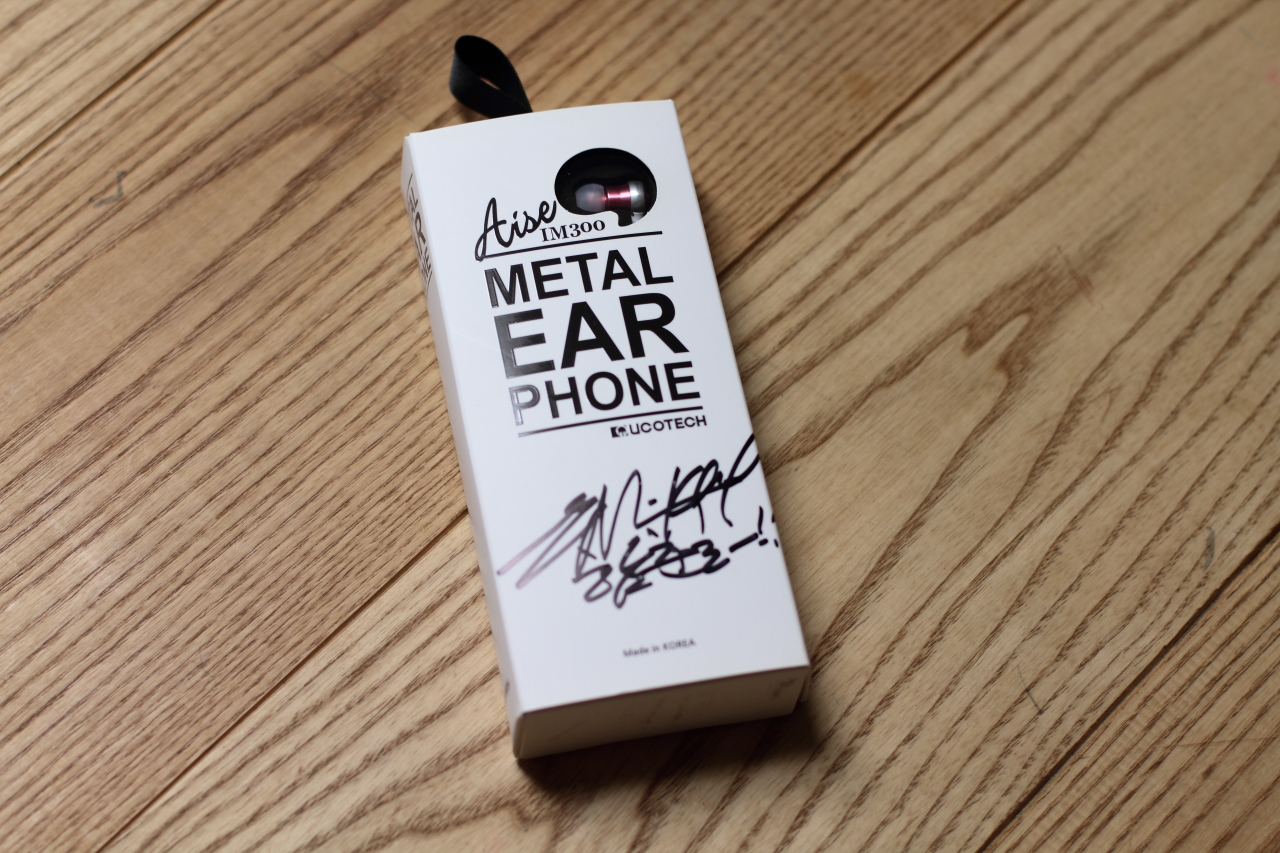 Aise
IM300
METAL
EAR
PHONE
UCOTECH
Made in KOREA